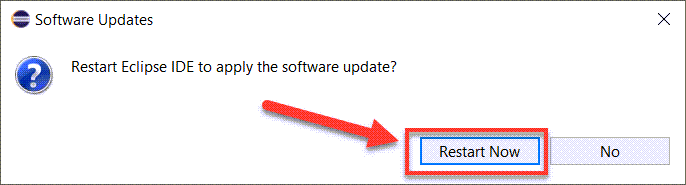 Software Updates
Restart Eclipse IDE to apply the software update?
Restart Now
No